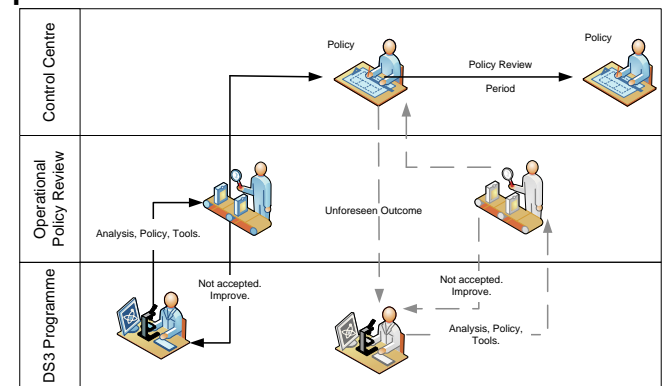 Control Centre
Policy
Policy
Policy Review
Period
Operational
Policy Review
Analysis, Policy, Tools.
Unforeseen Outcome
DS3 Programme
Not accepted.
Improve.
Not accepted.
Improve.
Analysis, Policy,
Tools.